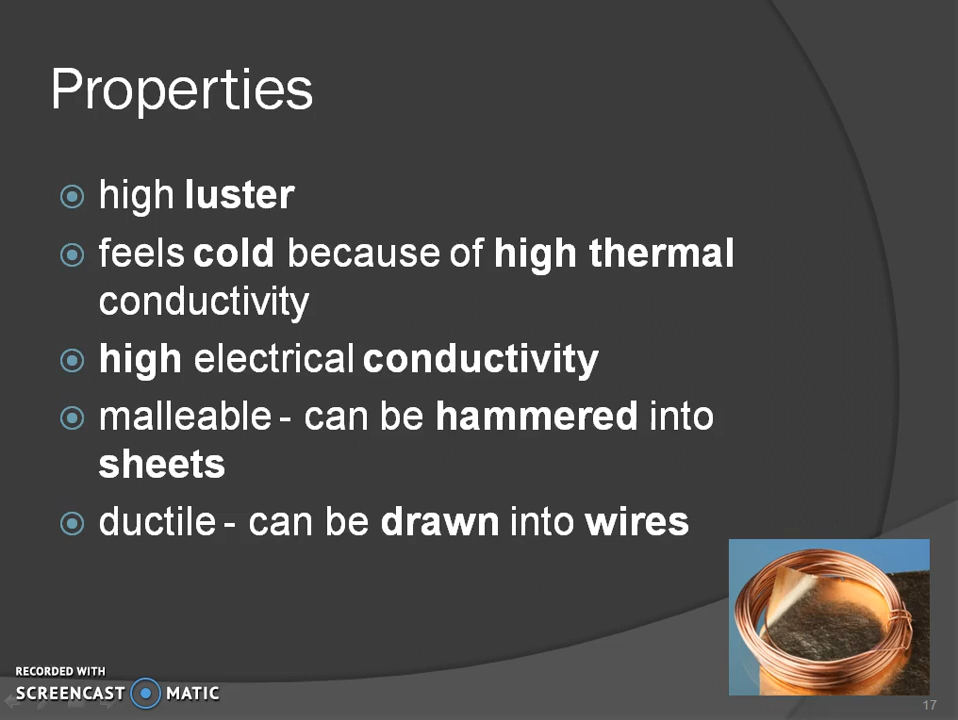 Properties
high luster
feels cold because of high thermal
conductivity
high electrical conductivity
malleable - can be hammered into
sheets
ductile - can be drawn into wires
RECORDED WITH
SCREENCAST MATIC
17